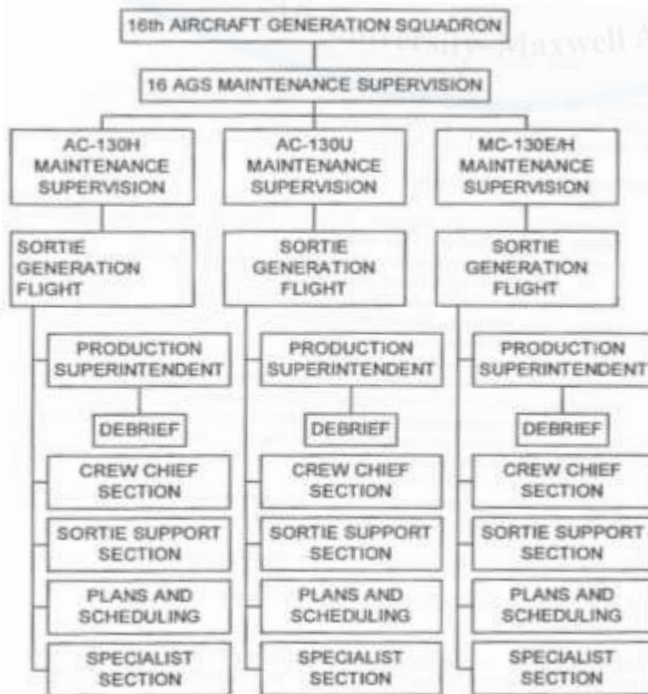 16th AIRCRAFT GENERATION SQUADRON
16 AGS MAINTENANCE SUPERVISION
AC-130H
MAINTENANCE
SUPERVISION
AC-130U
MAINTENANCE
SUPERVISION
MC-130E/H
MAINTENANCE
SUPERVISION
SORTIE
GENERATION
FLIGHT
SORTIE
GENERATION
FLIGHT
SORTIE
GENERATION
FLIGHT
PRODUCTION
SUPERINTENDENT
PRODUCTION
SUPERINTENDENT
PRODUCTION
SUPERINTENDENT
DEBRIEF
DEBRIEF
DEBRIEF
CREW CHIEF
SECTION
CREW CHIEF
SECTION
CREW CHIEF
SECTION
SORTIE SUPPORT
SECTION
SORTIE SUPPORT
SECTION
SORTIE SUPPORT
SECTION
PLANS AND
SCHEDULING
PLANS AND
SCHEDULING
PLANS AND
SCHEDULING
SPECIALIST
SECTION
SPECIALIST
SECTION
SPECIALIST
SECTION